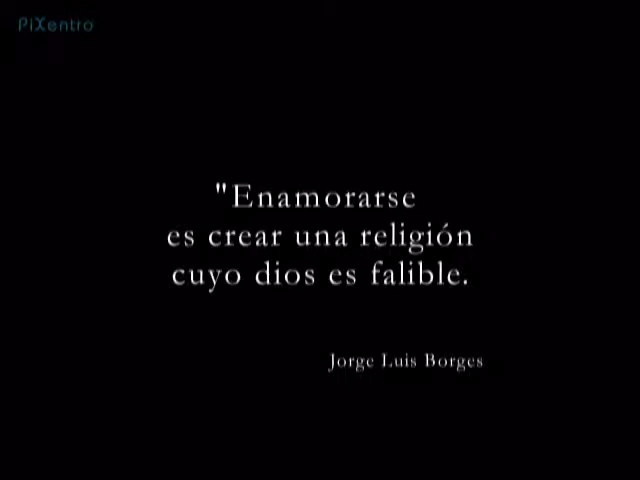 PiXentro
"Enamorarse
es crear una religión
cuyo dios es falible.
Jorge Luis Borges